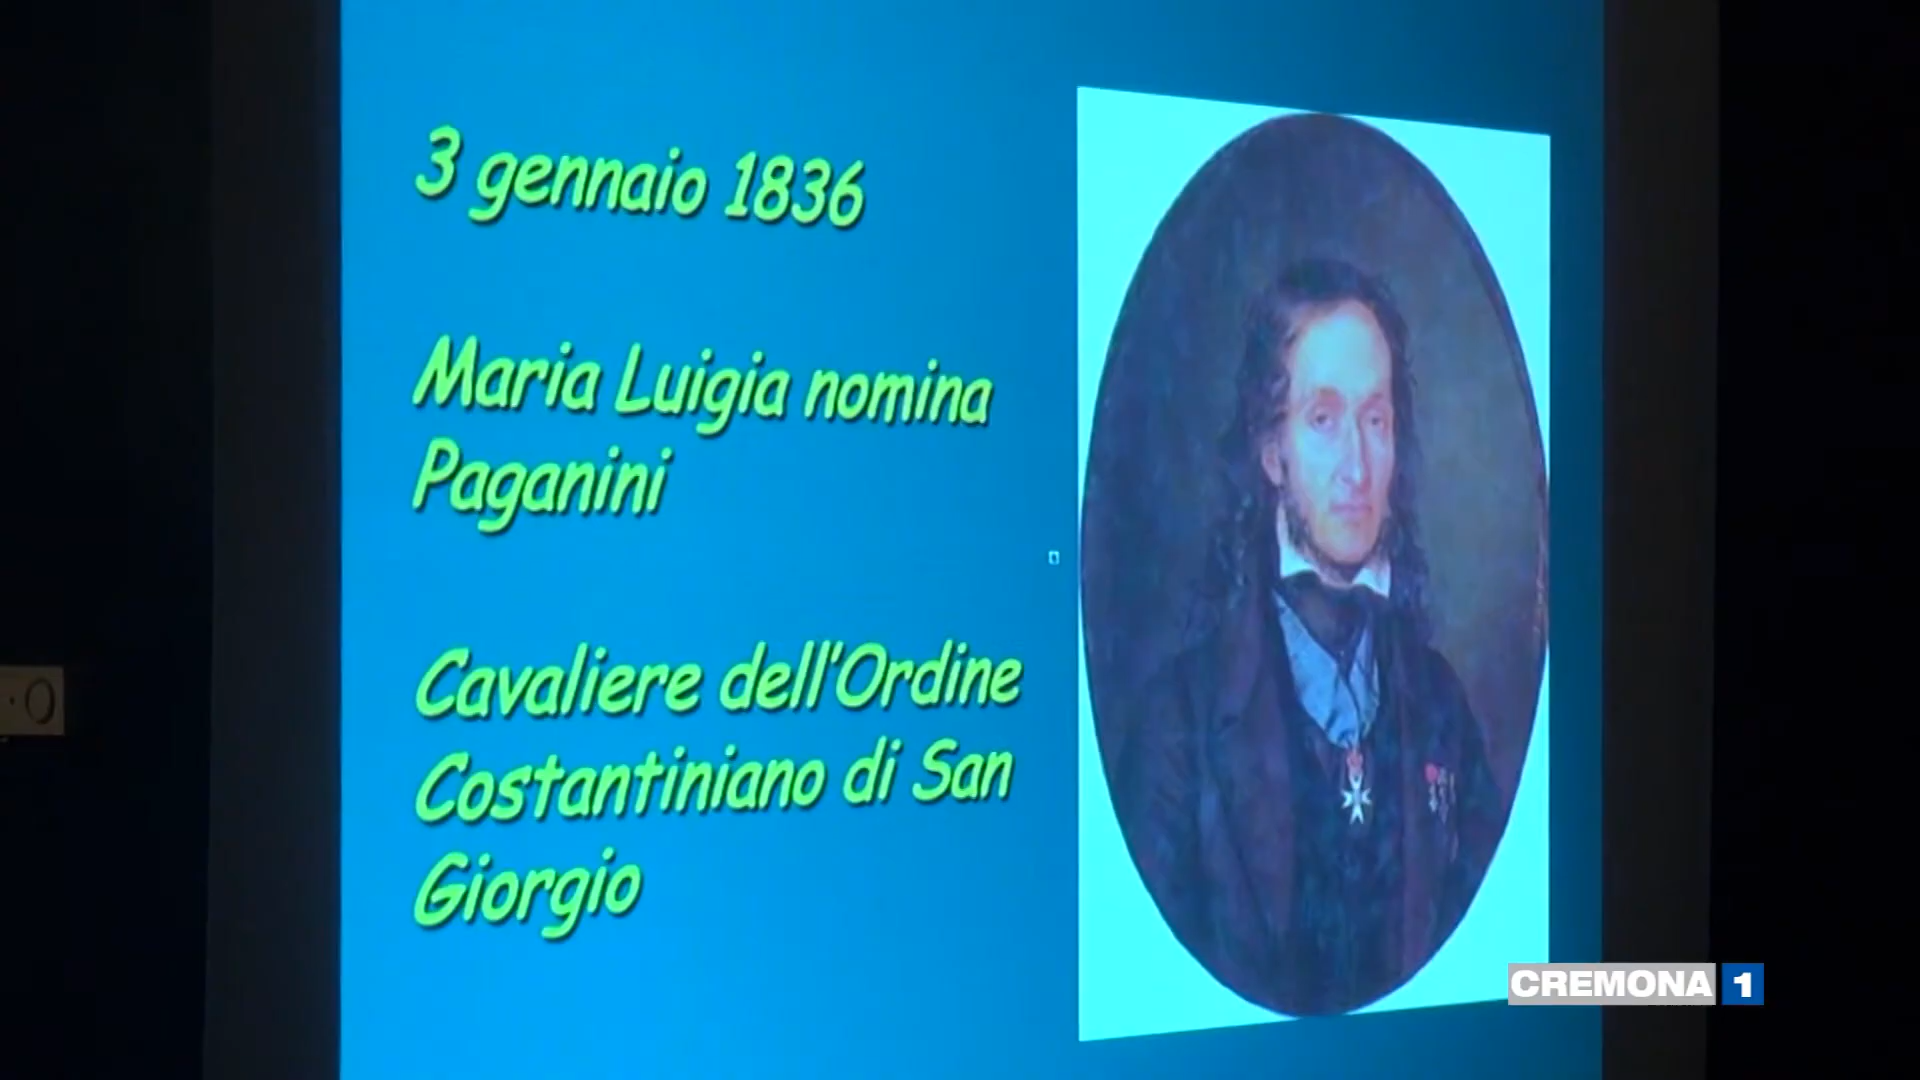 3 gennaio 1836
Maria Luigia nomina
Paganini
Cavaliere dell'Ordine
Costantiniano di San
Giorgio
CREMONA 1